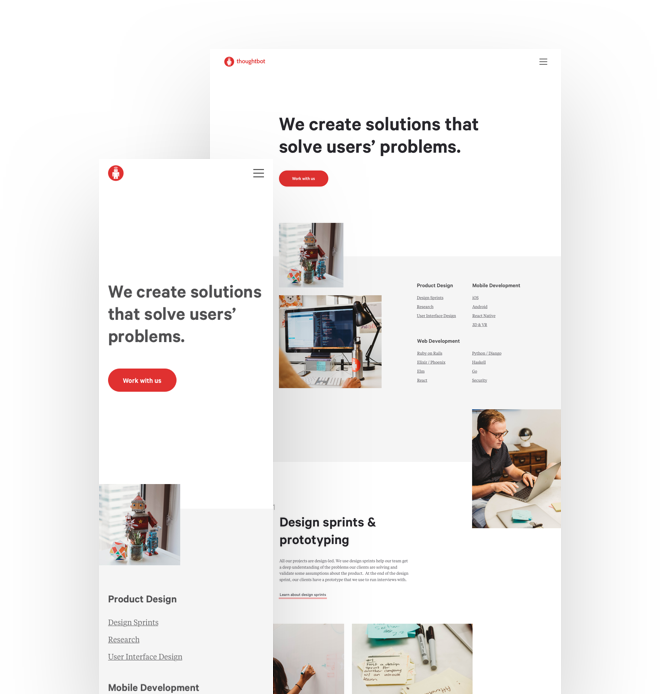 thoughtbot
We create solutions that
solve users’ problems.
Work with us
Product Design
Design Sprints
Research
User Interface Design
Mobile Development
iOS
Android
React Native
AI & VR
Web Development
Ruby on Rails
Elixir / Phoenix
Elm
React
Python / Django
Haskell
Go
Security
Design sprints &
prototyping
All our projects are design-led. We use design sprints help our team get
a deep understanding of the problems our clients are solving and
validate some assumptions about the product. At the end of the design
sprint, our clients have a prototype that we use to run interviews with.
Learn about design sprints
We create solutions
that solve users’
problems.
Work with us
Product Design
Design Sprints
Research
User Interface Design
Mobile Development